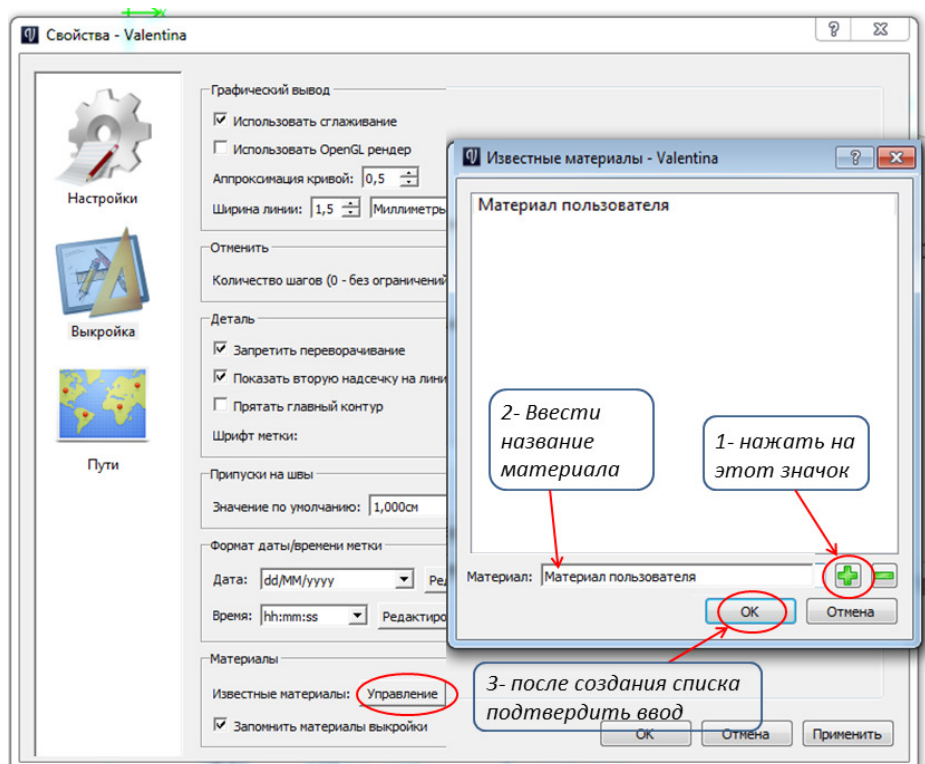 x
Свойства - Valentina
Настройки
Выкройка
Пути
Графический вывод
Использовать сглаживание
Использовать OpenGL рендер
Аппроксимация кривой: 0,5
Ширина линии: 1,5 Миллиметры
Отменить
Количество шагов (0 - без ограничений
Деталь
Запретить переворачивание
Показать вторую надсечку на лини
Прятать главный контур
Шрифт метки:
Припуски на швы
Значение по умолчанию: 1,000см
Формат даты/времени метки
Дата: dd/MM/yyyy Ред
Время: hh:mm:ss Редактиро
Материалы
Известные материалы: Управление
Запомнить материалы выкройки
Известные материалы - Valentina
Материал пользователя
2- Ввести
название
материала
1- нажать на
этот значок
Материал: Материал пользователя
OK Отмена
3- после создания списка
подтвердить ввод
OK Отмена Применить